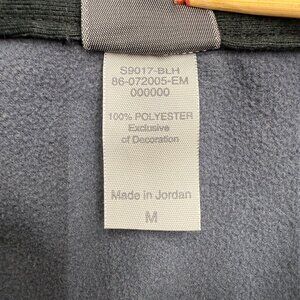 S9017-BLH
86-072005-EM
000000
100% POLYESTER
Exclusive
of Decoration
Made in Jordan
M